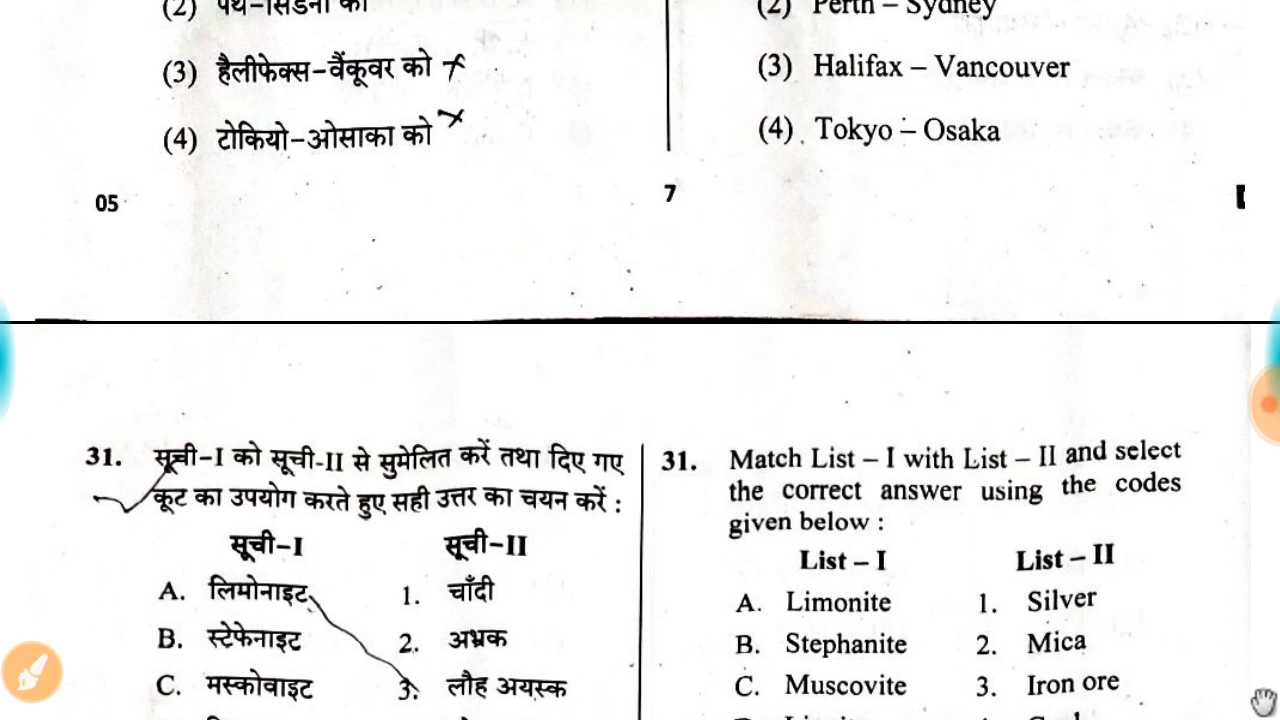 (2) पर्थ–सिडनी को
(3) हैलीफेक्स–वैंकूवर को
(4) टोकियो–ओसाका को
(2) Perth – Sydney
(3) Halifax – Vancouver
(4) Tokyo – Osaka
05
7
31. सूची–I को सूची-II से सुमेलित करें तथा दिए गए
कूट का उपयोग करते हुए सही उत्तर का चयन करें :
सूची–I सूची–II
A. लिमोनाइट 1. चाँदी
B. स्टेफेनाइट 2. अभ्रक
C. मस्कोवाइट 3. लौह अयस्क
31. Match List – I with List – II and select
the correct answer using the codes
given below :
List – I List – II
A. Limonite 1. Silver
B. Stephanite 2. Mica
C. Muscovite 3. Iron ore